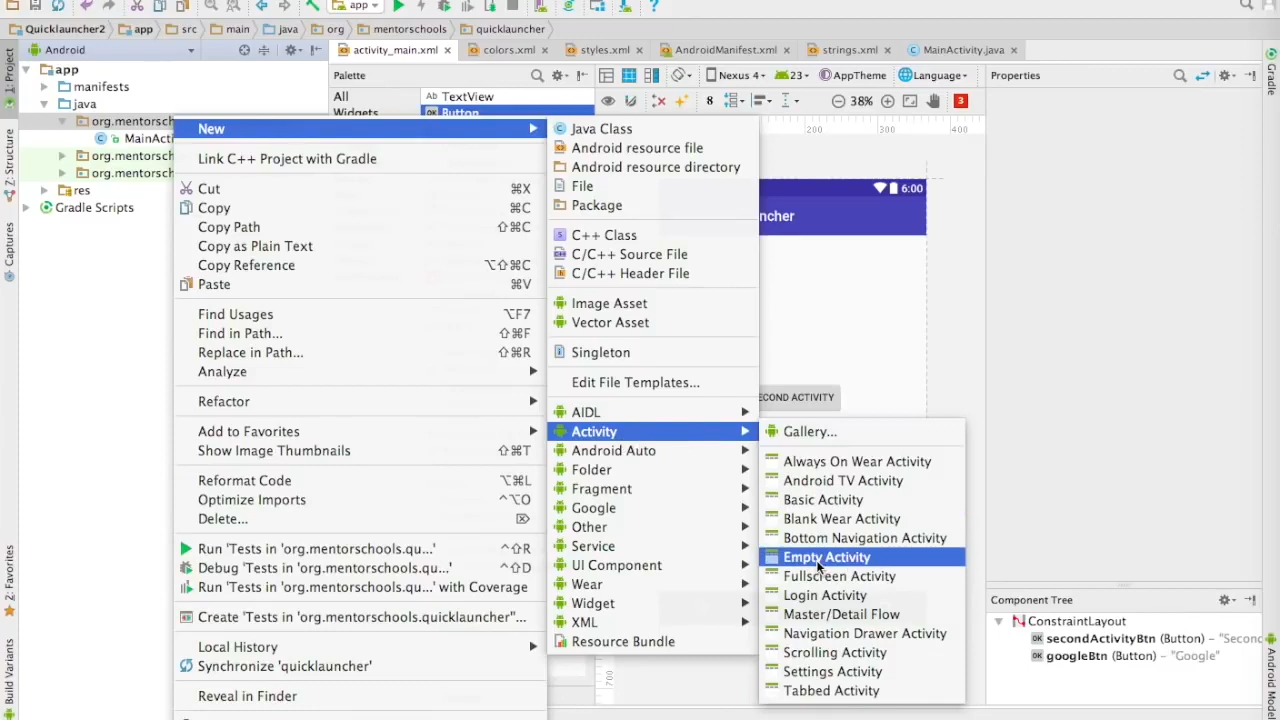 app
Quicklauncher2 app src main java org mentorschools quicklauncher
Android
activity_main.xml colors.xml styles.xml AndroidManifest.xml strings.xml MainActivity.java
1: Project
Z: Structure
Captures
2: Favorites
Build Variants
Gradle
Android Model
app
manifests
java
org.mentorsch
MainActi
org.mentorsch
org.mentorsch
res
Gradle Scripts
Palette
All
Widgets
Ab TextView
OK Button
Nexus 4 23 AppTheme Language
8 38% 3
200 300 400
700
6:00
uncher
ECOND ACTIVITY
Properties
New
Link C++ Project with Gradle
Cut ⌘X
Copy ⌘C
Copy Path ⇧⌘C
Copy as Plain Text
Copy Reference ⌥⇧⌘C
Paste ⌘V
Find Usages ⌥F7
Find in Path... ⇧⌘F
Replace in Path... ⇧⌘R
Analyze
Refactor
Add to Favorites
Show Image Thumbnails ⇧⌘T
Reformat Code ⌥⌘L
Optimize Imports ^⌥O
Delete... ⌦
Run 'Tests in 'org.mentorschools.qu...' ^⇧R
Debug 'Tests in 'org.mentorschools.qu...' ^⇧D
Run 'Tests in 'org.mentorschools.qu...' with Coverage
Create 'Tests in 'org.mentorschools.quicklauncher''...
Local History
Synchronize 'quicklauncher'
Reveal in Finder
Java Class
Android resource file
Android resource directory
File
Package
C++ Class
C/C++ Source File
C/C++ Header File
Image Asset
Vector Asset
Singleton
Edit File Templates...
AIDL
Activity
Android Auto
Folder
Fragment
Google
Other
Service
UI Component
Wear
Widget
XML
Resource Bundle
Gallery...
Always On Wear Activity
Android TV Activity
Basic Activity
Blank Wear Activity
Bottom Navigation Activity
Empty Activity
Fullscreen Activity
Login Activity
Master/Detail Flow
Navigation Drawer Activity
Scrolling Activity
Settings Activity
Tabbed Activity
Component Tree
ConstraintLayout
OK secondActivityBtn (Button) - "Second
OK googleBtn (Button) - "Google"